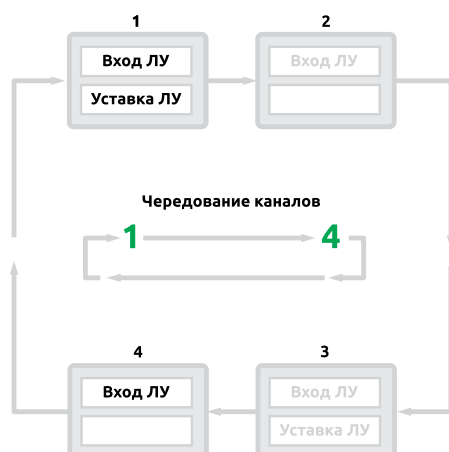 1
2
Вход ЛУ
Вход ЛУ
Уставка ЛУ
Чередование каналов
1
4
4
3
Вход ЛУ
Вход ЛУ
Уставка ЛУ